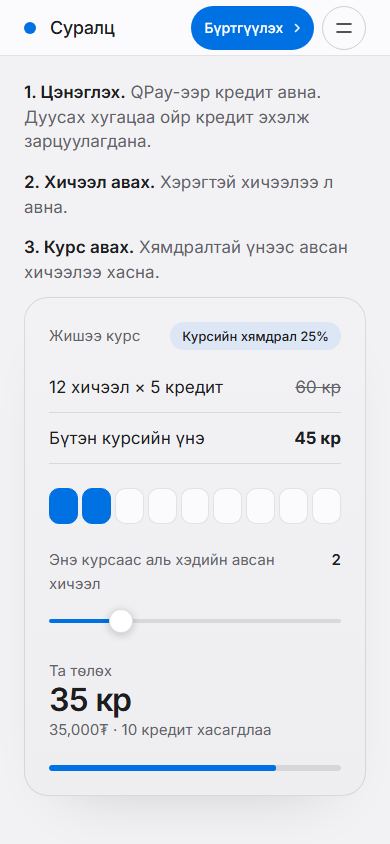 Суралц
Бүртгүүлэх
1. Цэнэглэх. QPay-ээр кредит авна.
Дуусах хугацаа ойр кредит эхэлж
зарцуулагдана.
2. Хичээл авах. Хэрэгтэй хичээлээ л
авна.
3. Курс авах. Хямдралтай үнээс авсан
хичээлээ хасна.
Жишээ курс
Курсийн хямдрал 25%
12 хичээл × 5 кредит
60 кр
Бүтэн курсийн үнэ
45 кр
Энэ курсаас аль хэдийн авсан
хичээл
2
Та төлөх
35 кр
35,000₮ · 10 кредит хасагдлаа